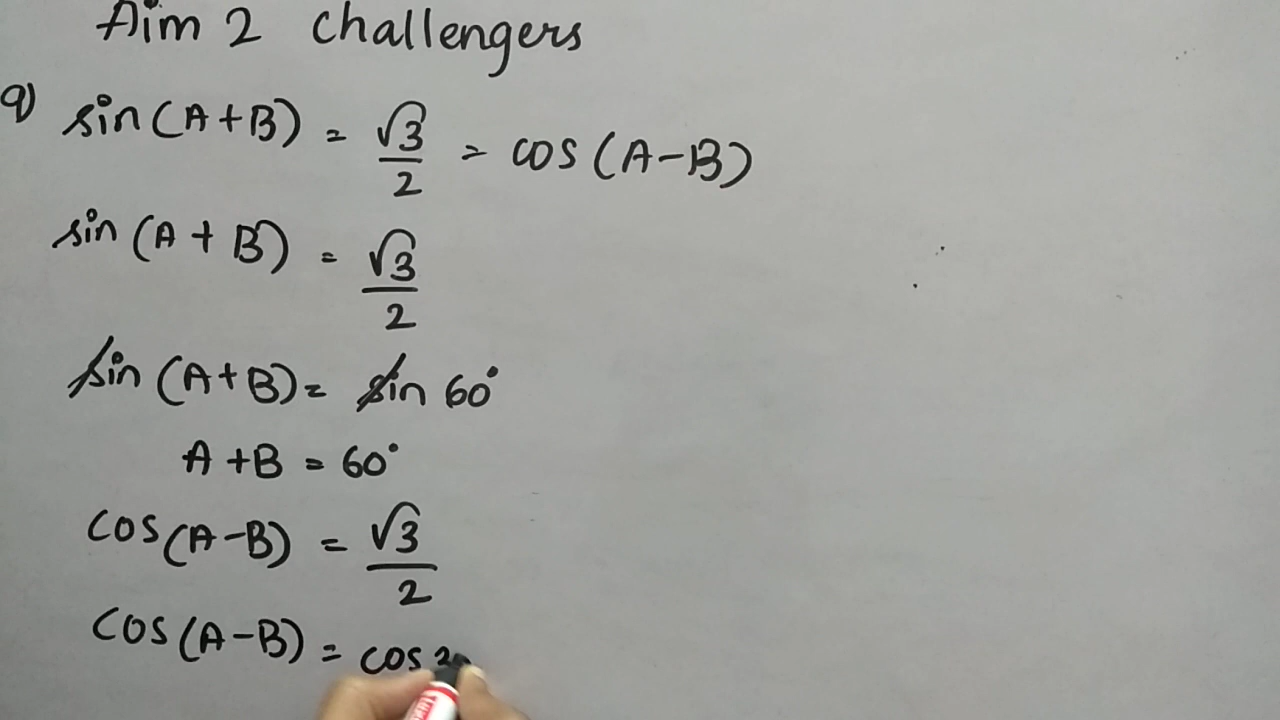 Aim 2 challengers
q) sin(A+B) = √3/2 = cos(A-B)
sin(A+B) = √3/2
sin(A+B) = sin 60°
A+B = 60°
cos(A-B) = √3/2
cos(A-B) = cos